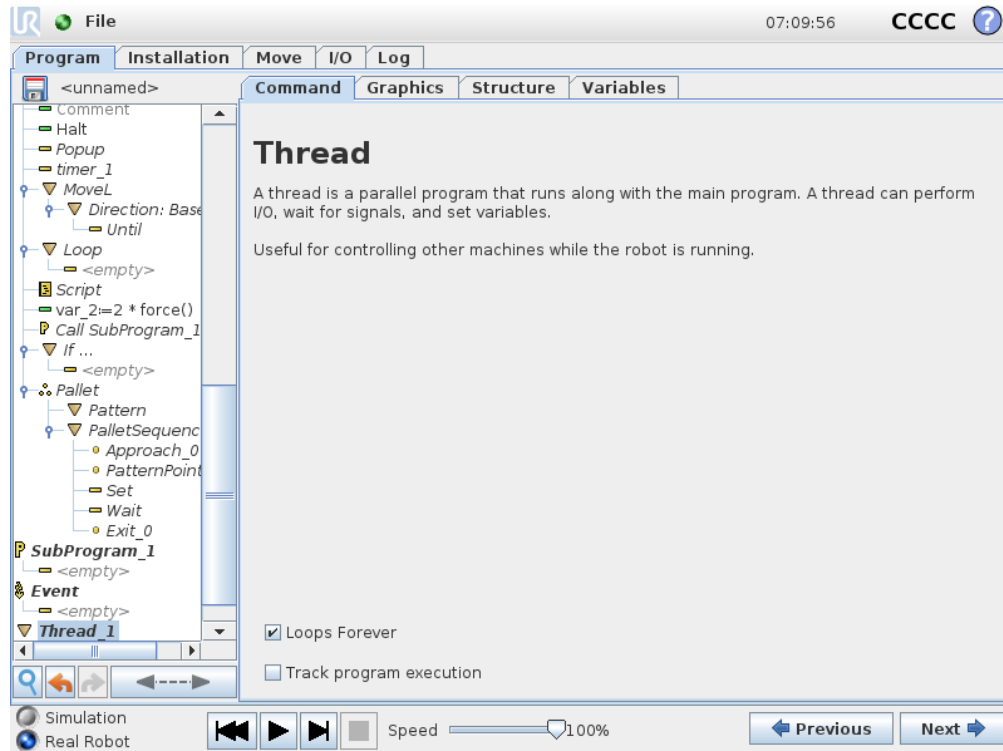 UR File 07:09:56 CCCC ?
Program Installation Move I/O Log
<unnamed>
Command Graphics Structure Variables
Comment
Halt
Popup
timer_1
MoveL
Direction: Base
Until
Loop
<empty>
Script
var_2:=2 * force()
Call SubProgram_1
If ...
<empty>
Pallet
Pattern
PalletSequenc
Approach_0
PatternPoint
Set
Wait
Exit_0
SubProgram_1
<empty>
Event
<empty>
Thread_1
Thread
A thread is a parallel program that runs along with the main program. A thread can perform
I/O, wait for signals, and set variables.
Useful for controlling other machines while the robot is running.
Loops Forever
Track program execution
Simulation
Real Robot
Speed 100%
Previous Next